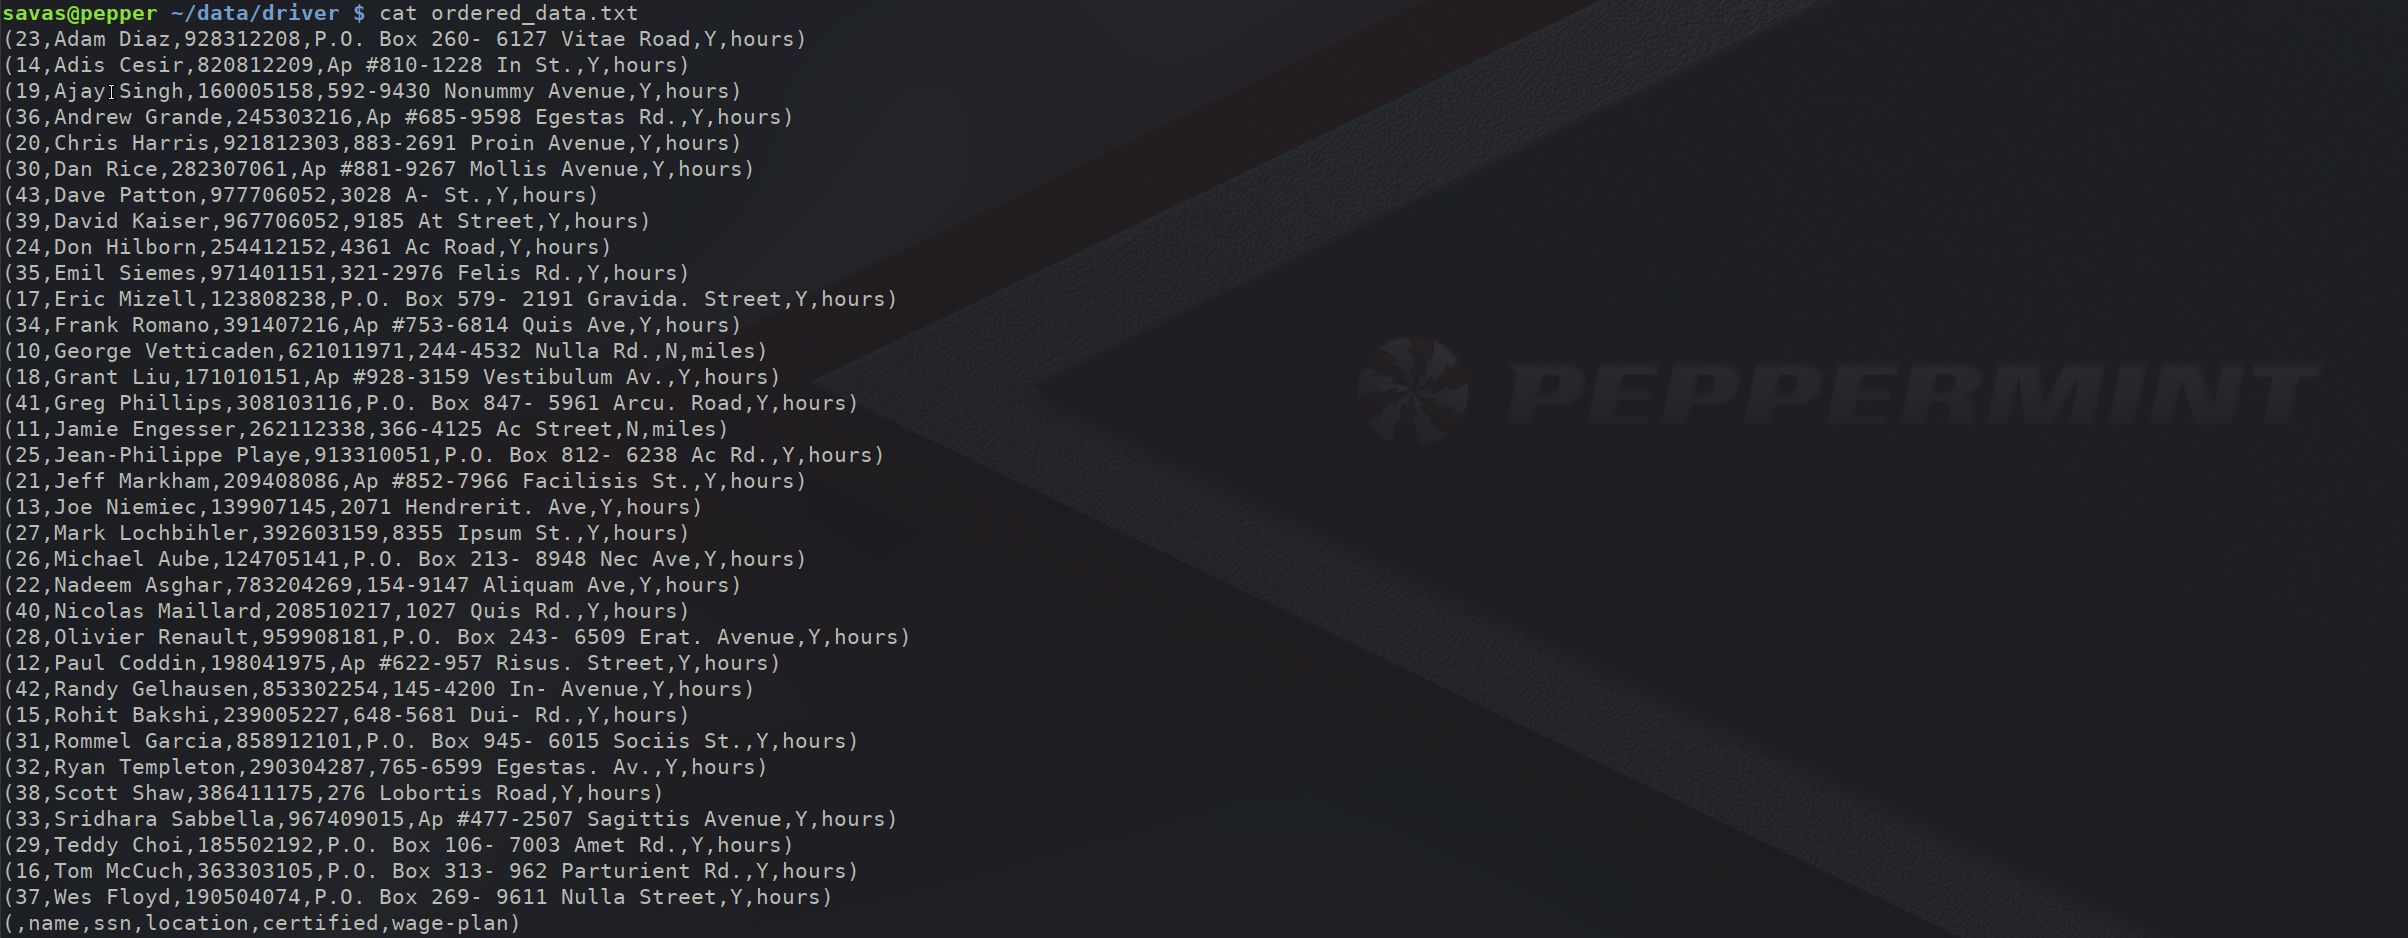 savas@pepper ~/data/driver $ cat ordered_data.txt
(23,Adam Diaz,928312208,P.O. Box 260- 6127 Vitae Road,Y,hours)
(14,Adis Cesir,820812209,Ap #810-1228 In St.,Y,hours)
(19,Ajay Singh,160005158,592-9430 Nonummy Avenue,Y,hours)
(36,Andrew Grande,245303216,Ap #685-9598 Egestas Rd.,Y,hours)
(20,Chris Harris,921812303,883-2691 Proin Avenue,Y,hours)
(30,Dan Rice,282307061,Ap #881-9267 Mollis Avenue,Y,hours)
(43,Dave Patton,977706052,3028 A- St.,Y,hours)
(39,David Kaiser,967706052,9185 At Street,Y,hours)
(24,Don Hilborn,254412152,4361 Ac Road,Y,hours)
(35,Emil Siemes,971401151,321-2976 Felis Rd.,Y,hours)
(17,Eric Mizell,123808238,P.O. Box 579- 2191 Gravida. Street,Y,hours)
(34,Frank Romano,391407216,Ap #753-6814 Quis Ave,Y,hours)
(10,George Vetticaden,621011971,244-4532 Nulla Rd.,N,miles)
(18,Grant Liu,171010151,Ap #928-3159 Vestibulum Av.,Y,hours)
(41,Greg Phillips,308103116,P.O. Box 847- 5961 Arcu. Road,Y,hours)
(11,Jamie Engesser,262112338,366-4125 Ac Street,N,miles)
(25,Jean-Philippe Playe,913310051,P.O. Box 812- 6238 Ac Rd.,Y,hours)
(21,Jeff Markham,209408086,Ap #852-7966 Facilisis St.,Y,hours)
(13,Joe Niemiec,139907145,2071 Hendrerit. Ave,Y,hours)
(27,Mark Lochbihler,392603159,8355 Ipsum St.,Y,hours)
(26,Michael Aube,124705141,P.O. Box 213- 8948 Nec Ave,Y,hours)
(22,Nadeem Asghar,783204269,154-9147 Aliquam Ave,Y,hours)
(40,Nicolas Maillard,208510217,1027 Quis Rd.,Y,hours)
(28,Olivier Renault,959908181,P.O. Box 243- 6509 Erat. Avenue,Y,hours)
(12,Paul Coddin,198041975,Ap #622-957 Risus. Street,Y,hours)
(42,Randy Gelhausen,853302254,145-4200 In- Avenue,Y,hours)
(15,Rohit Bakshi,239005227,648-5681 Dui- Rd.,Y,hours)
(31,Rommel Garcia,858912101,P.O. Box 945- 6015 Sociis St.,Y,hours)
(32,Ryan Templeton,290304287,765-6599 Egestas. Av.,Y,hours)
(38,Scott Shaw,386411175,276 Lobortis Road,Y,hours)
(33,Sridhara Sabbella,967409015,Ap #477-2507 Sagittis Avenue,Y,hours)
(29,Teddy Choi,185502192,P.O. Box 106- 7003 Amet Rd.,Y,hours)
(16,Tom McCuch,363303105,P.O. Box 313- 962 Parturient Rd.,Y,hours)
(37,Wes Floyd,190504074,P.O. Box 269- 9611 Nulla Street,Y,hours)
(,name,ssn,location,certified,wage-plan)
PEPPERMINT